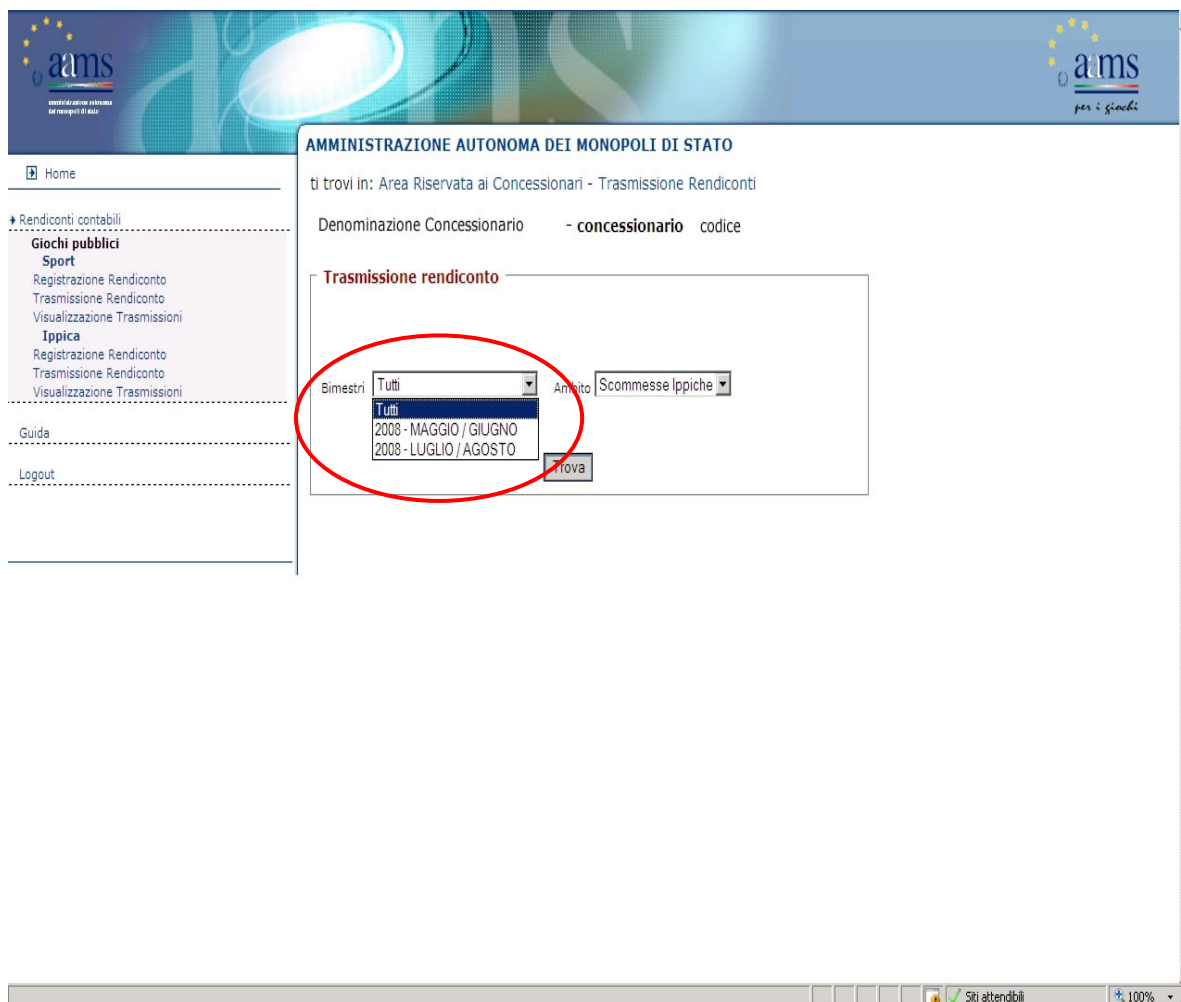 aams
amministrazione autonoma
dei monopoli di stato
aams
per i giochi
AMMINISTRAZIONE AUTONOMA DEI MONOPOLI DI STATO
Home
ti trovi in: Area Riservata ai Concessionari - Trasmissione Rendiconti
Rendiconti contabili
Giochi pubblici
Sport
Registrazione Rendiconto
Trasmissione Rendiconto
Visualizzazione Trasmissioni
Ippica
Registrazione Rendiconto
Trasmissione Rendiconto
Visualizzazione Trasmissioni
Guida
Logout
Denominazione Concessionario - concessionario codice
Trasmissione rendiconto
Bimestri Tutti Ambito Scommesse Ippiche
Tutti
2008 - MAGGIO / GIUGNO
2008 - LUGLIO / AGOSTO
Trova
Siti attendibili 100%